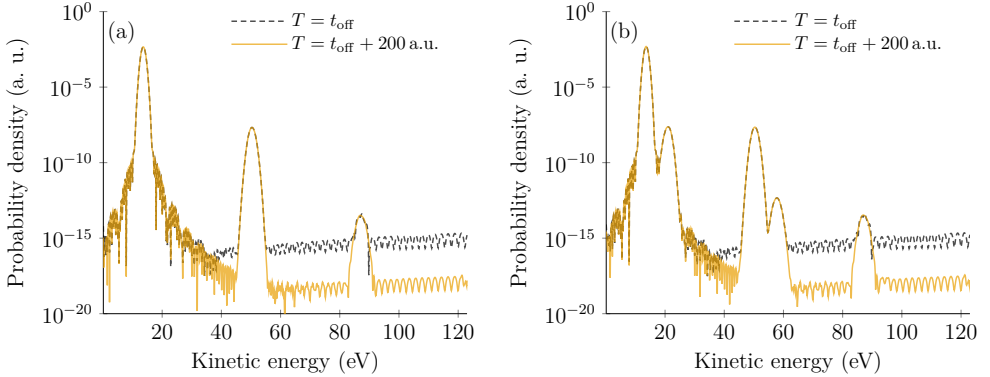 (a)
T = t_off
T = t_off + 200 a.u.
10^0
10^−5
10^−10
10^−15
10^−20
Probability density (a. u.)
20 40 60 80 100 120
Kinetic energy (eV)
(b)
T = t_off
T = t_off + 200 a.u.
10^0
10^−5
10^−10
10^−15
10^−20
Probability density (a. u.)
20 40 60 80 100 120
Kinetic energy (eV)